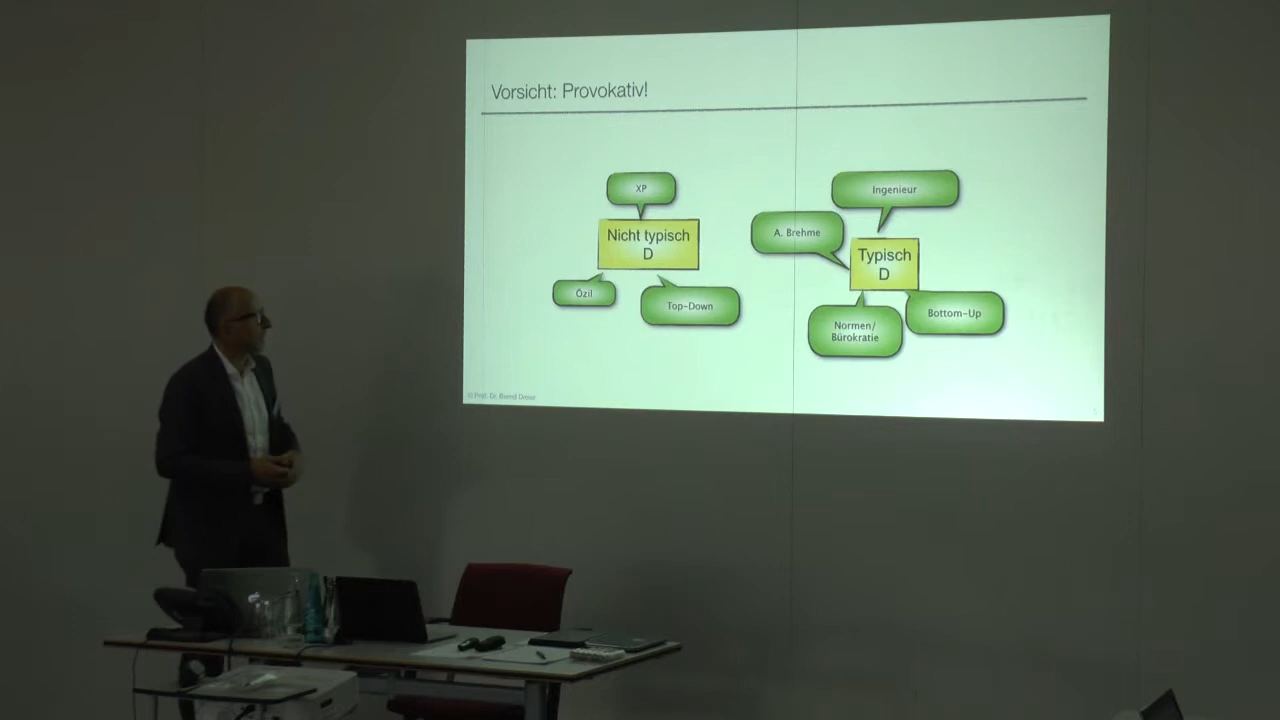 Vorsicht: Provokativ!
XP
Nicht typisch
D
Özil
Top-Down
Ingenieur
A. Brehme
Typisch
D
Normen/
Bürokratie
Bottom-Up
© Prof. Dr. Bernd Dreier
5